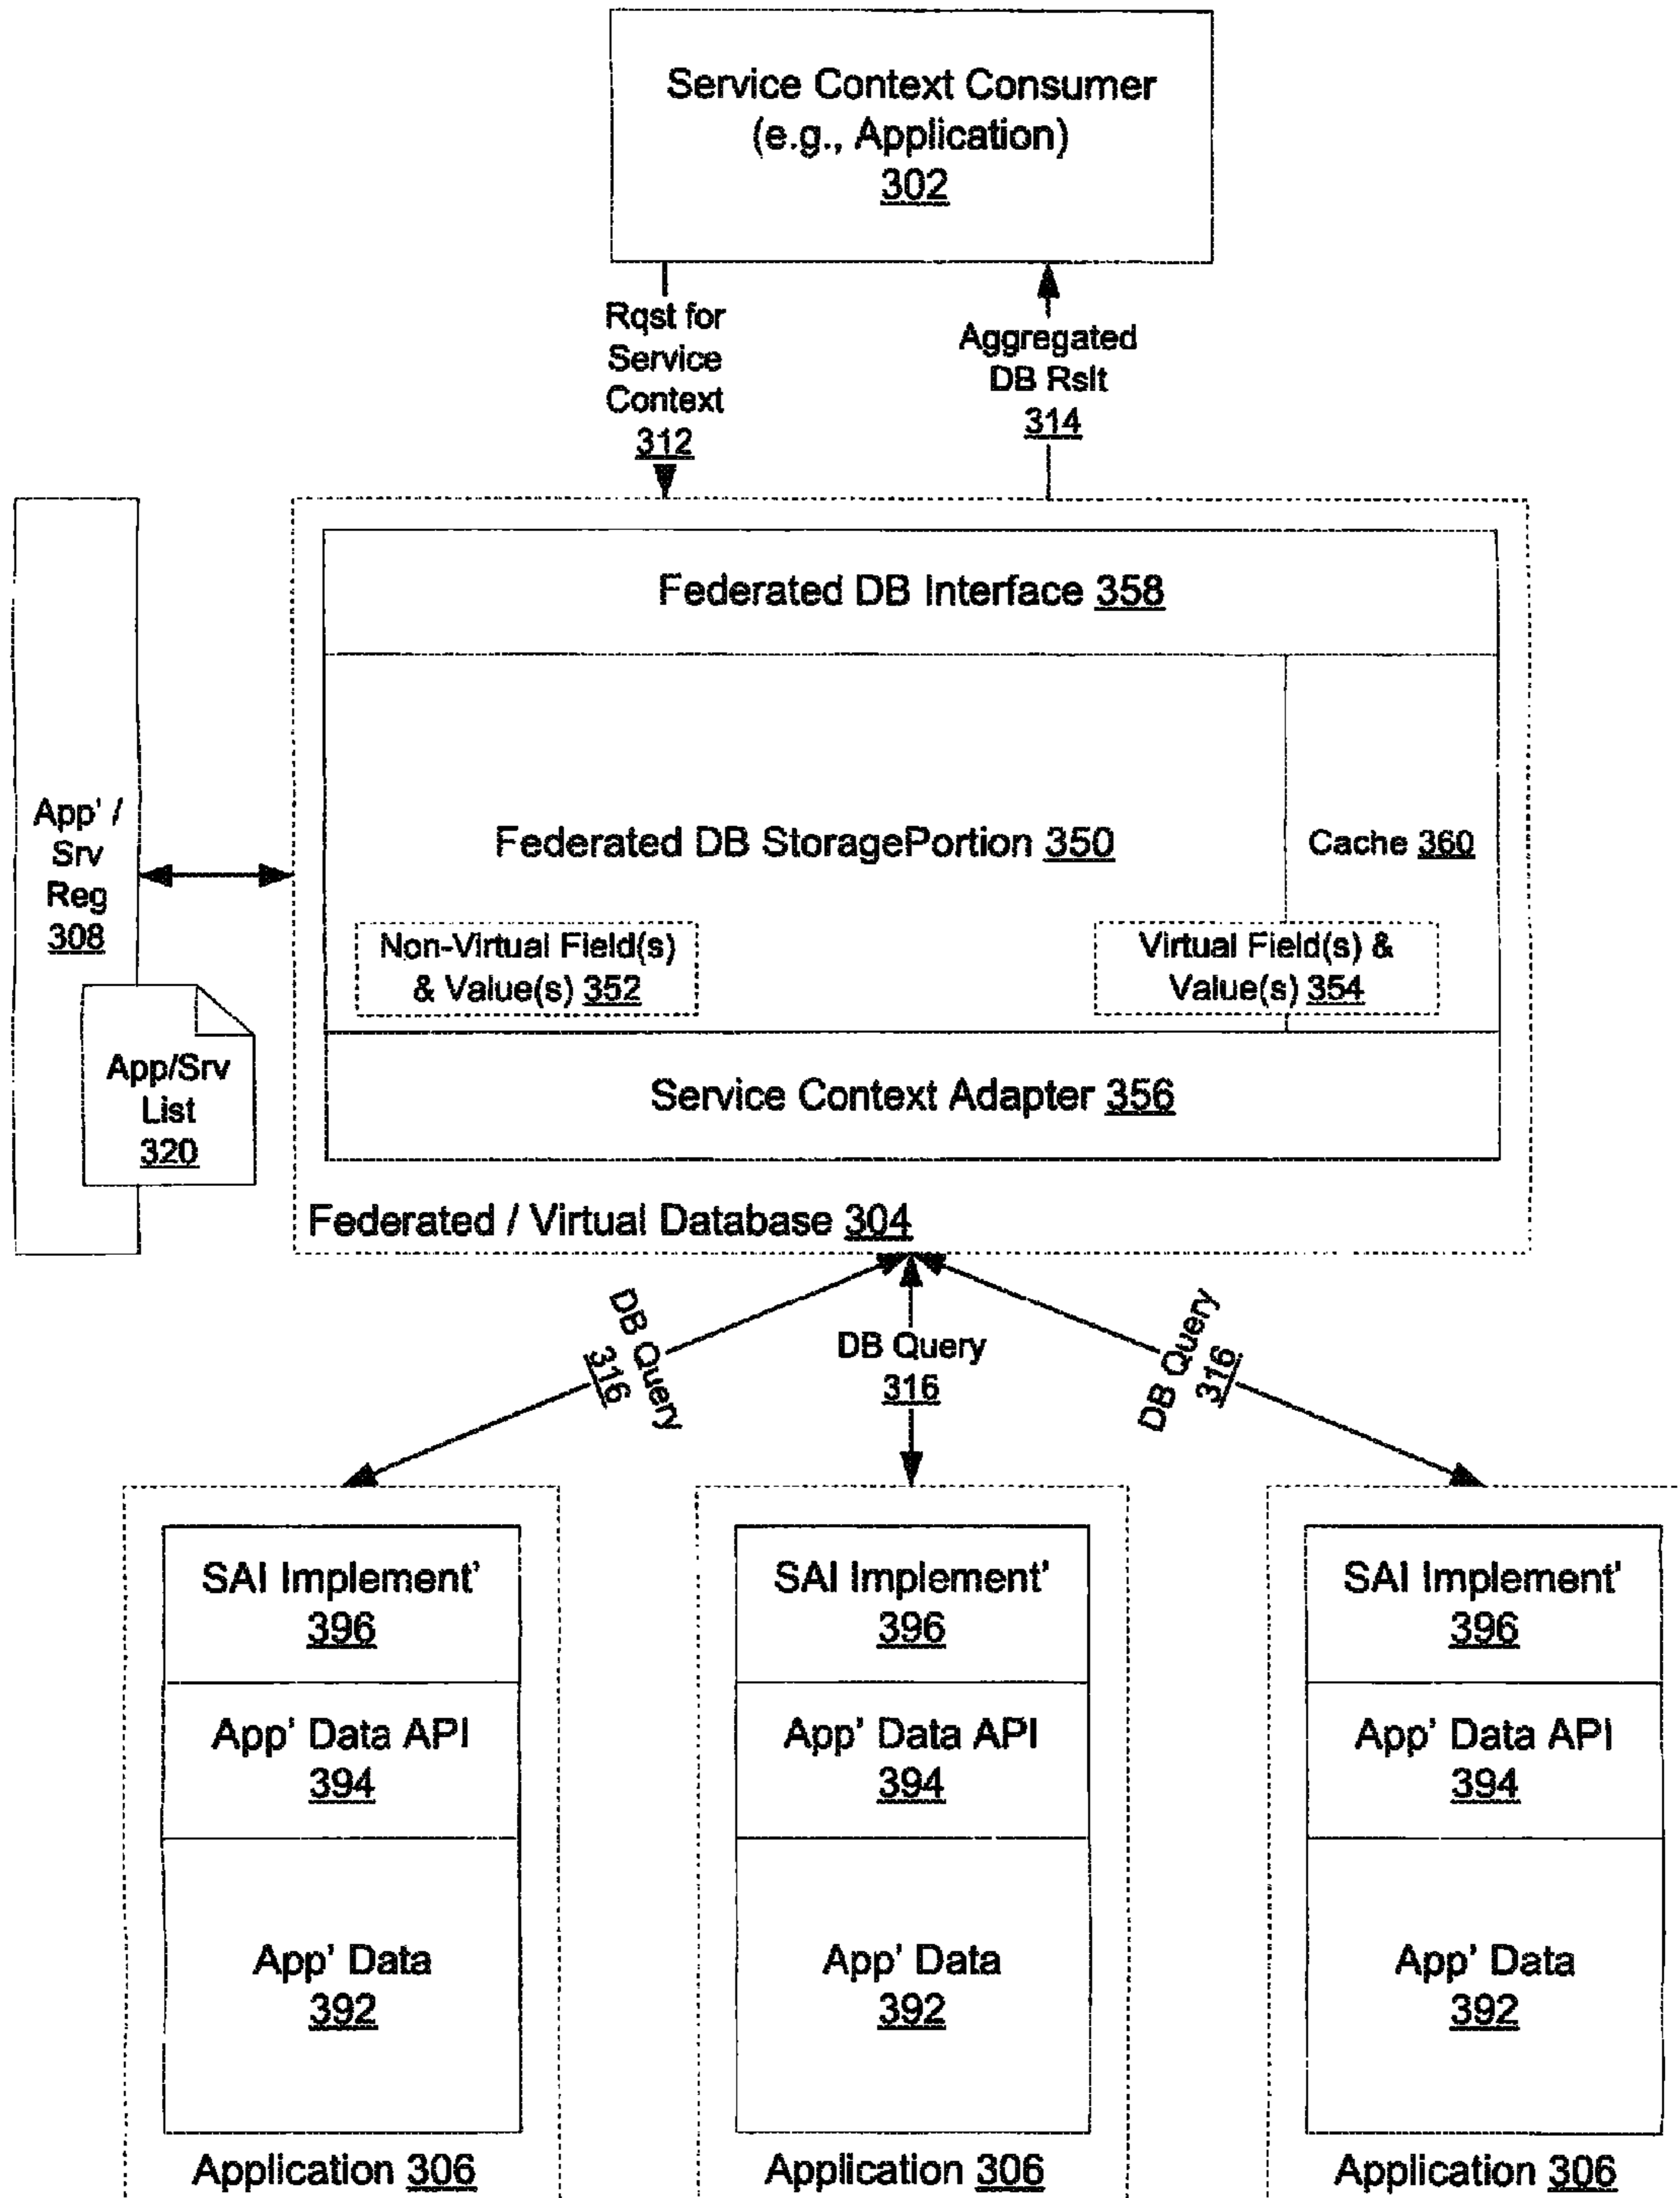 Service Context Consumer
(e.g., Application)
302
Rqst for
Service
Context
312
Aggregated
DB Rslt
314
App' /
Srv
Reg
308
App/Srv
List
320
Federated DB Interface 358
Federated DB StoragePortion 350
Cache 360
Non-Virtual Field(s)
& Value(s) 352
Virtual Field(s) &
Value(s) 354
Service Context Adapter 356
Federated / Virtual Database 304
DB Query
316
DB Query
316
DB Query
316
SAI Implement'
396
App' Data API
394
App' Data
392
Application 306
SAI Implement'
396
App' Data API
394
App' Data
392
Application 306
SAI Implement'
396
App' Data API
394
App' Data
392
Application 306